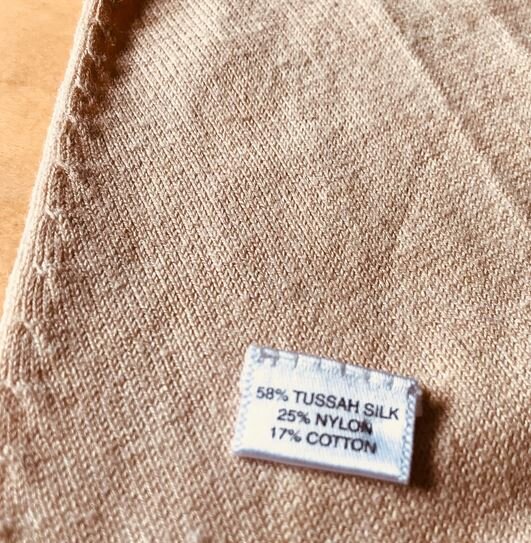 58% TUSSAH SILK
25% NYLON
17% COTTON